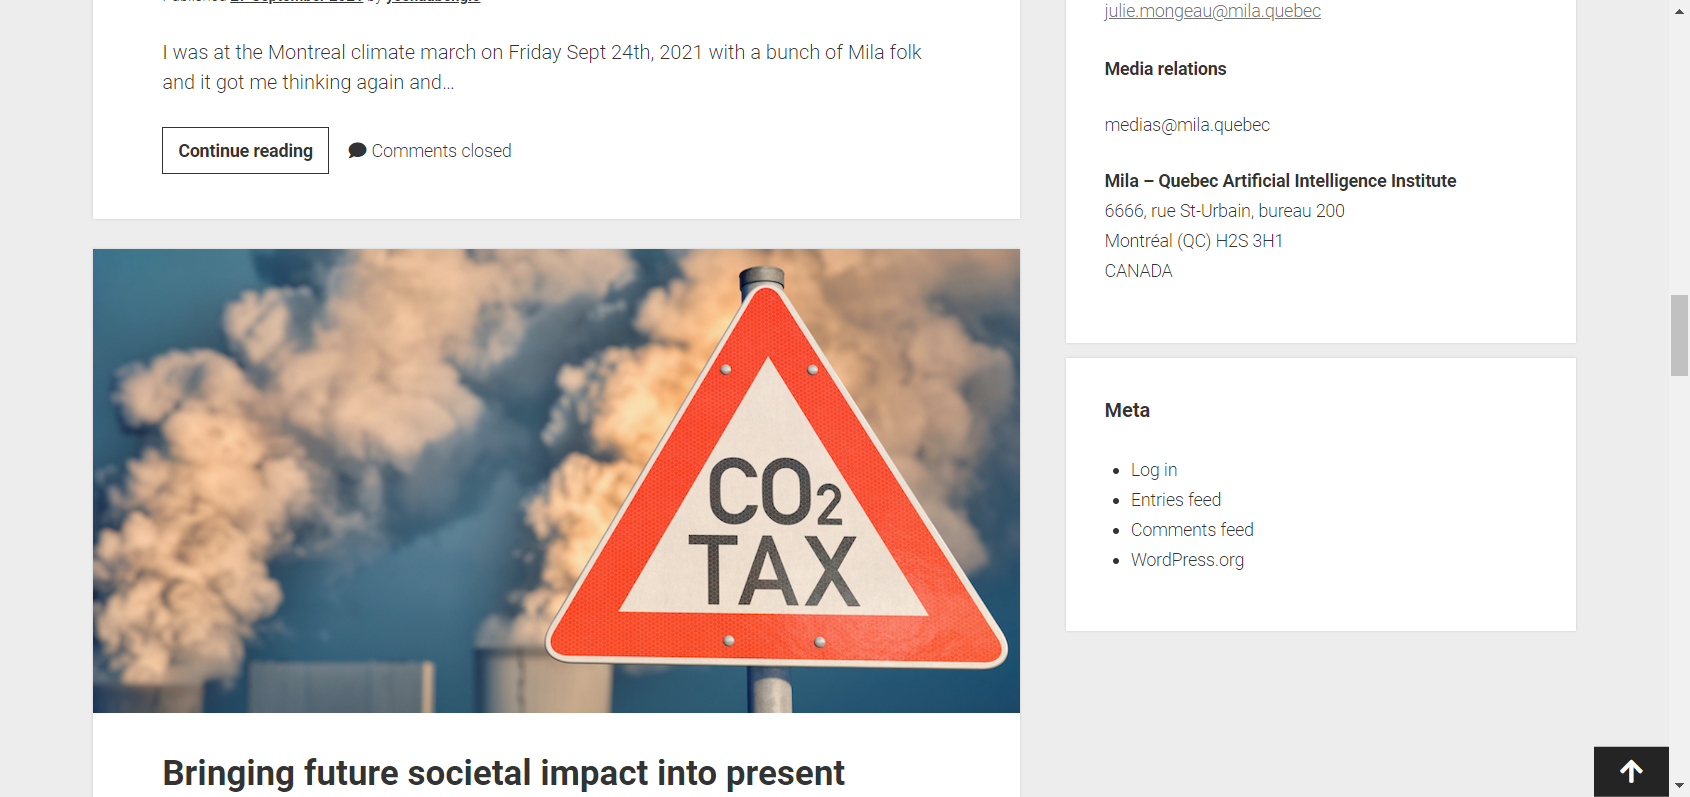 I was at the Montreal climate march on Friday Sept 24th, 2021 with a bunch of Mila folk
and it got me thinking again and...
Continue reading
Comments closed
CO2
TAX
Bringing future societal impact into present
julie.mongeau@mila.quebec
Media relations
medias@mila.quebec
Mila – Quebec Artificial Intelligence Institute
6666, rue St-Urbain, bureau 200
Montréal (QC) H2S 3H1
CANADA
Meta
Log in
Entries feed
Comments feed
WordPress.org